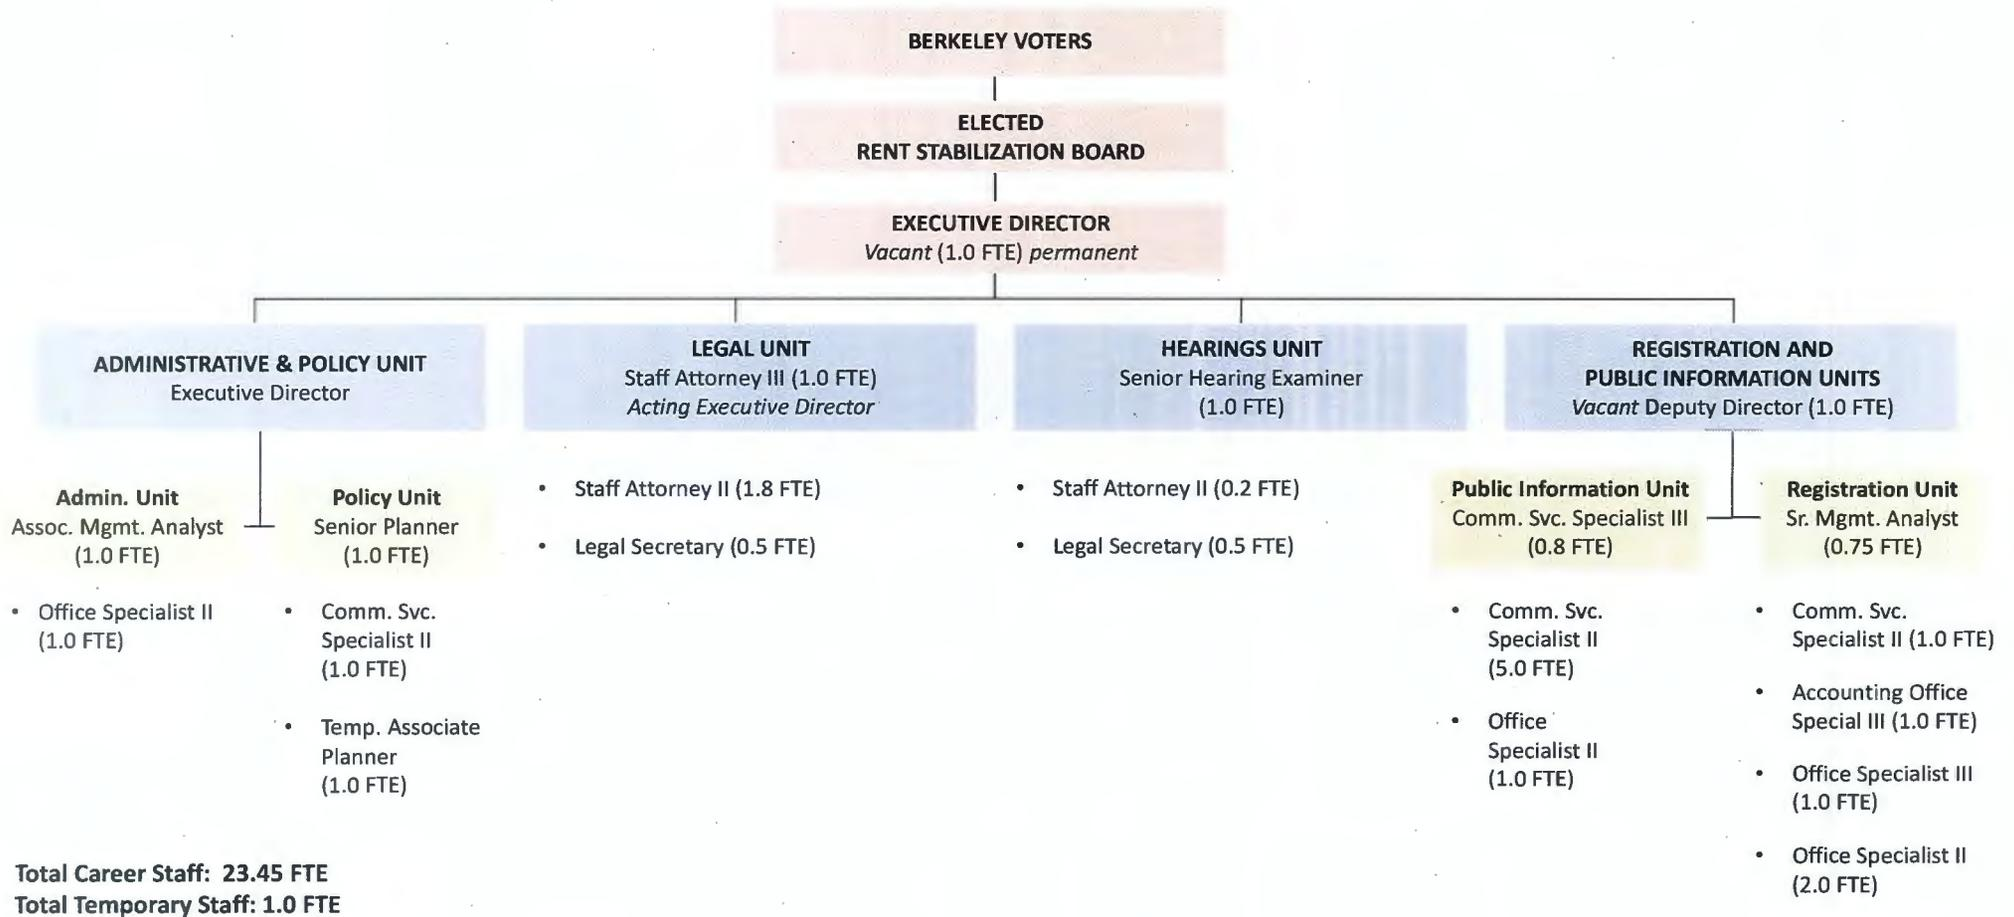 BERKELEY VOTERS
ELECTED
RENT STABILIZATION BOARD
EXECUTIVE DIRECTOR
Vacant (1.0 FTE) permanent
ADMINISTRATIVE & POLICY UNIT
Executive Director
LEGAL UNIT
Staff Attorney III (1.0 FTE)
Acting Executive Director
HEARINGS UNIT
Senior Hearing Examiner
(1.0 FTE)
REGISTRATION AND
PUBLIC INFORMATION UNITS
Vacant Deputy Director (1.0 FTE)
Admin. Unit
Assoc. Mgmt. Analyst
(1.0 FTE)
• Office Specialist II
(1.0 FTE)
Policy Unit
Senior Planner
(1.0 FTE)
• Comm. Svc.
Specialist II
(1.0 FTE)
• Temp. Associate
Planner
(1.0 FTE)
• Staff Attorney II (1.8 FTE)
• Legal Secretary (0.5 FTE)
• Staff Attorney II (0.2 FTE)
• Legal Secretary (0.5 FTE)
Public Information Unit
Comm. Svc. Specialist III
(0.8 FTE)
• Comm. Svc.
Specialist II
(5.0 FTE)
• Office
Specialist II
(1.0 FTE)
Registration Unit
Sr. Mgmt. Analyst
(0.75 FTE)
• Comm. Svc.
Specialist II (1.0 FTE)
• Accounting Office
Special III (1.0 FTE)
• Office Specialist III
(1.0 FTE)
• Office Specialist II
(2.0 FTE)
Total Career Staff: 23.45 FTE
Total Temporary Staff: 1.0 FTE